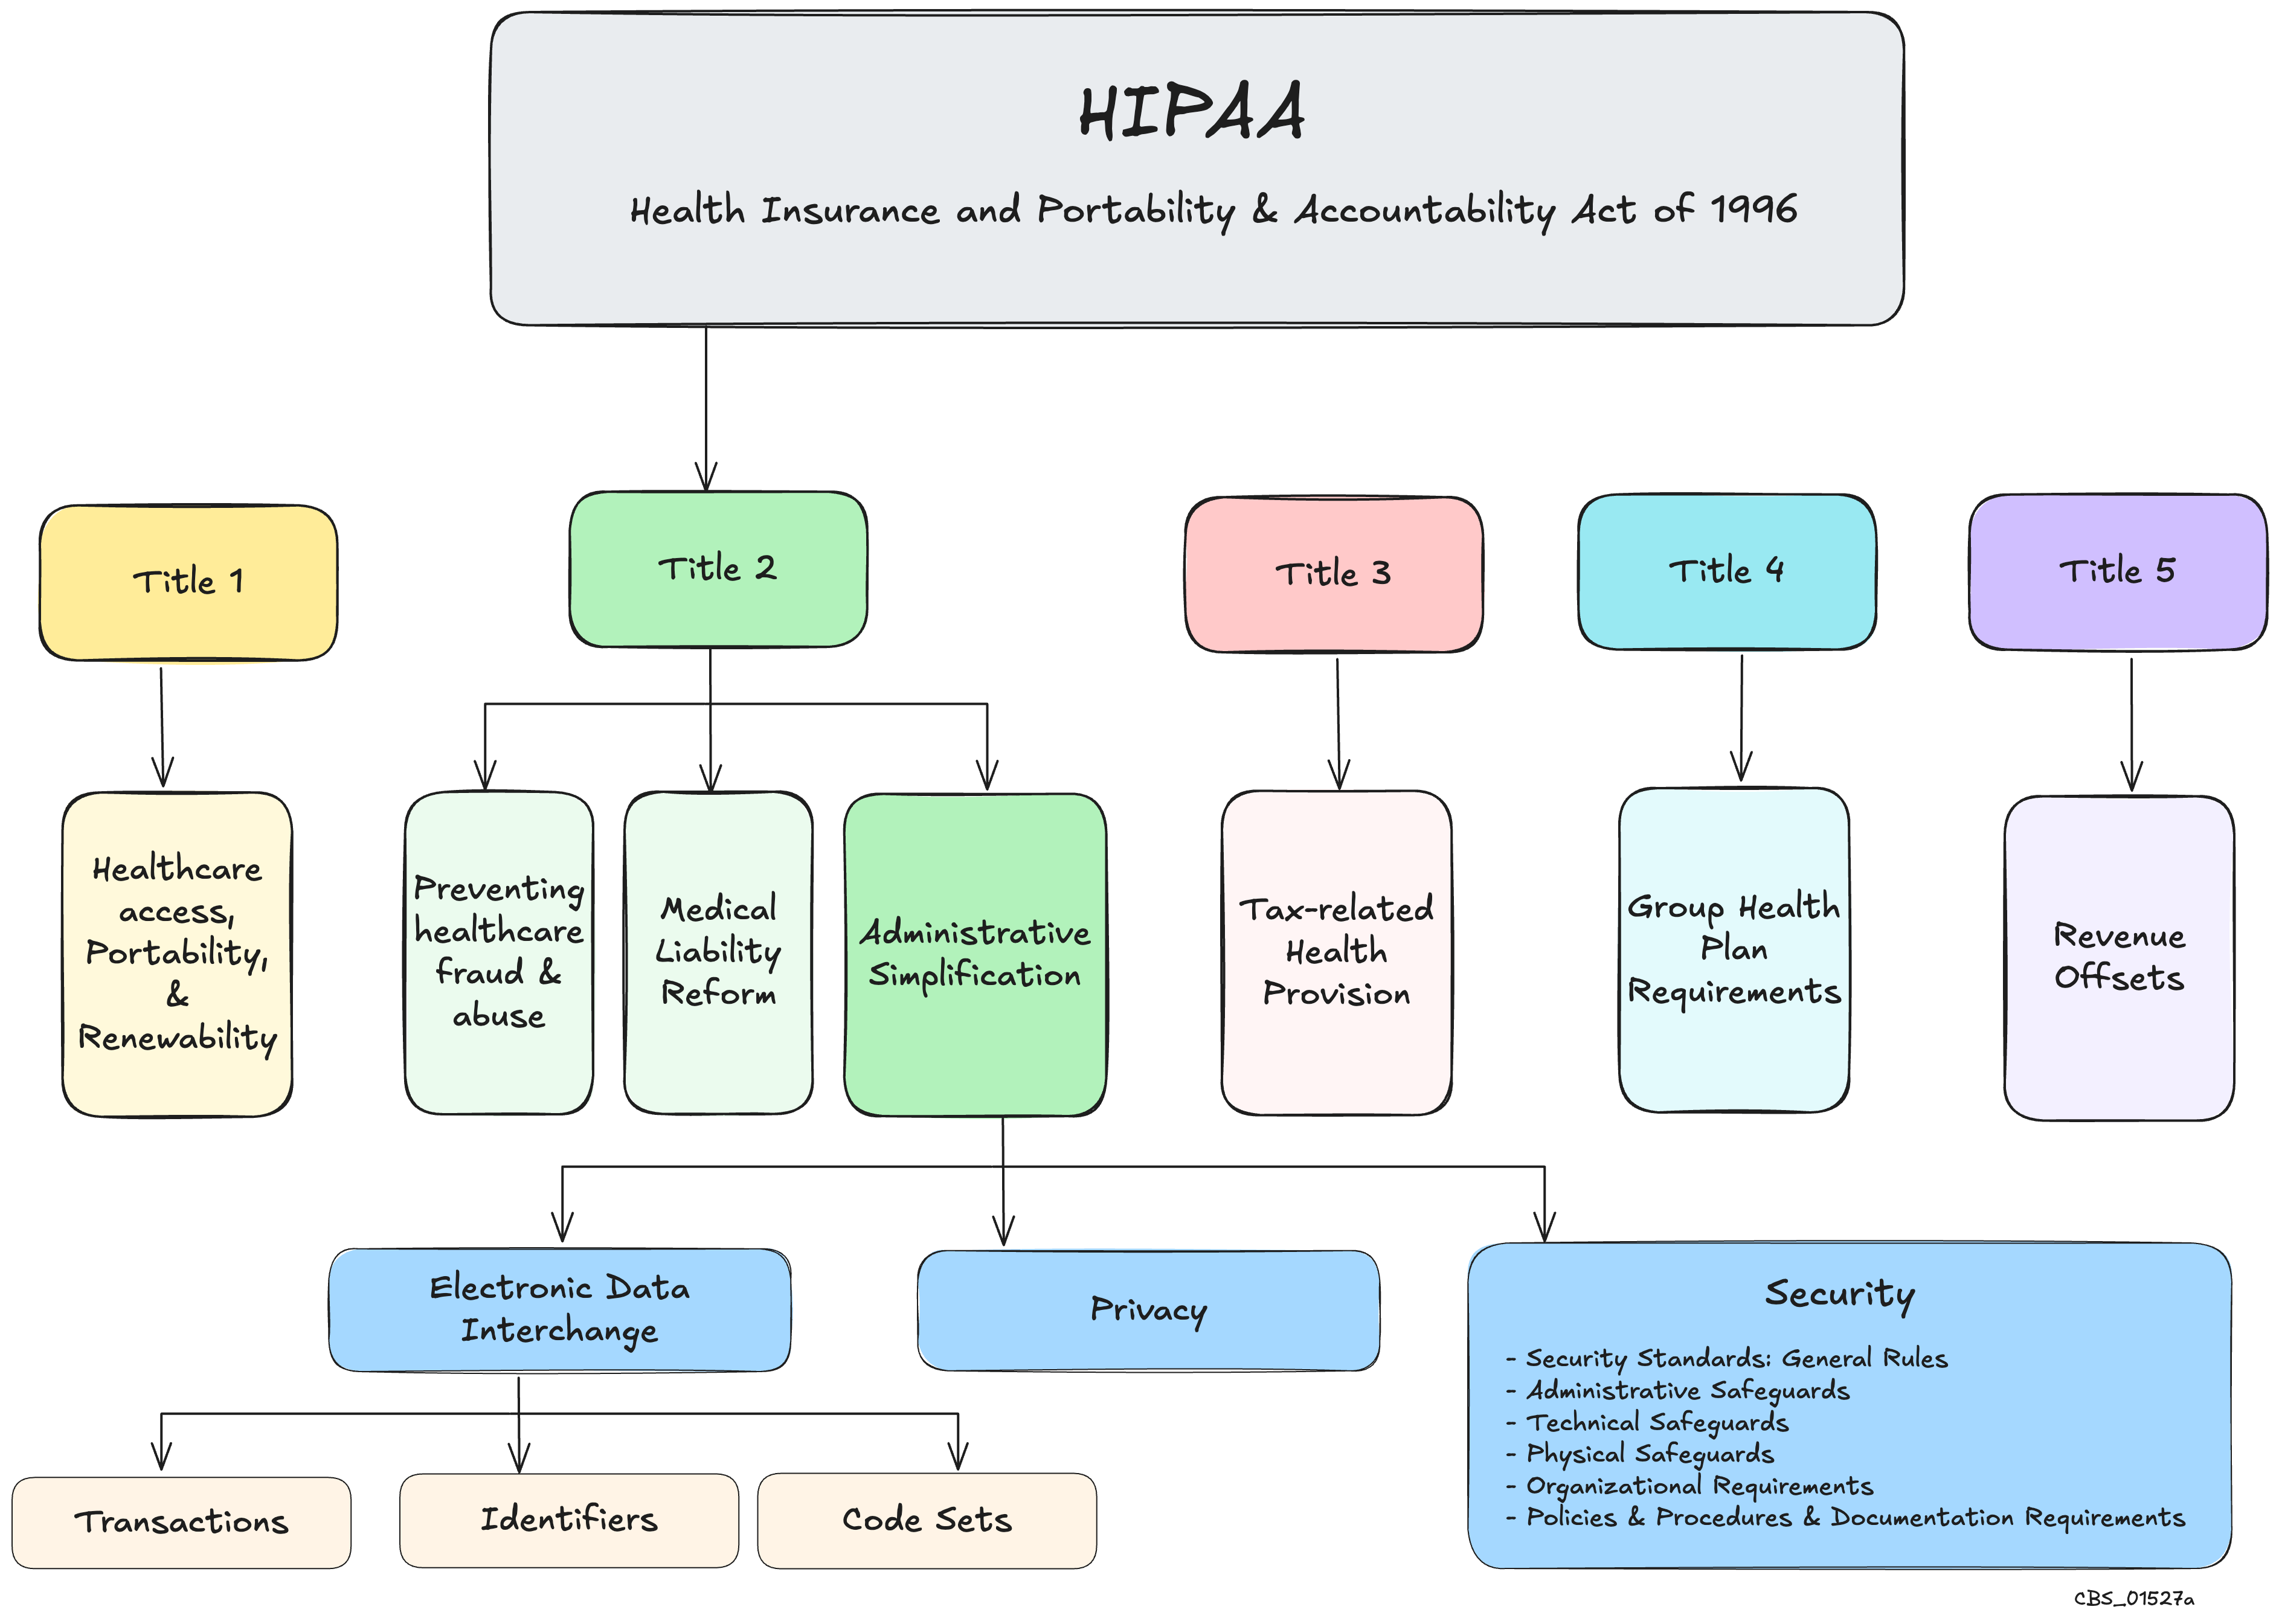 HIPAA
Health Insurance and Portability & Accountability Act of 1996
Title 1
Title 2
Title 3
Title 4
Title 5
Healthcare
access,
Portability,
&
Renewability
Preventing
healthcare
fraud &
abuse
Medical
Liability
Reform
Administrative
Simplification
Tax-related
Health
Provision
Group Health
Plan
Requirements
Revenue
Offsets
Electronic Data
Interchange
Privacy
Security
- Security Standards: General Rules
- Administrative Safeguards
- Technical Safeguards
- Physical Safeguards
- Organizational Requirements
- Policies & Procedures & Documentation Requirements
Transactions
Identifiers
Code Sets
CBS_01527a